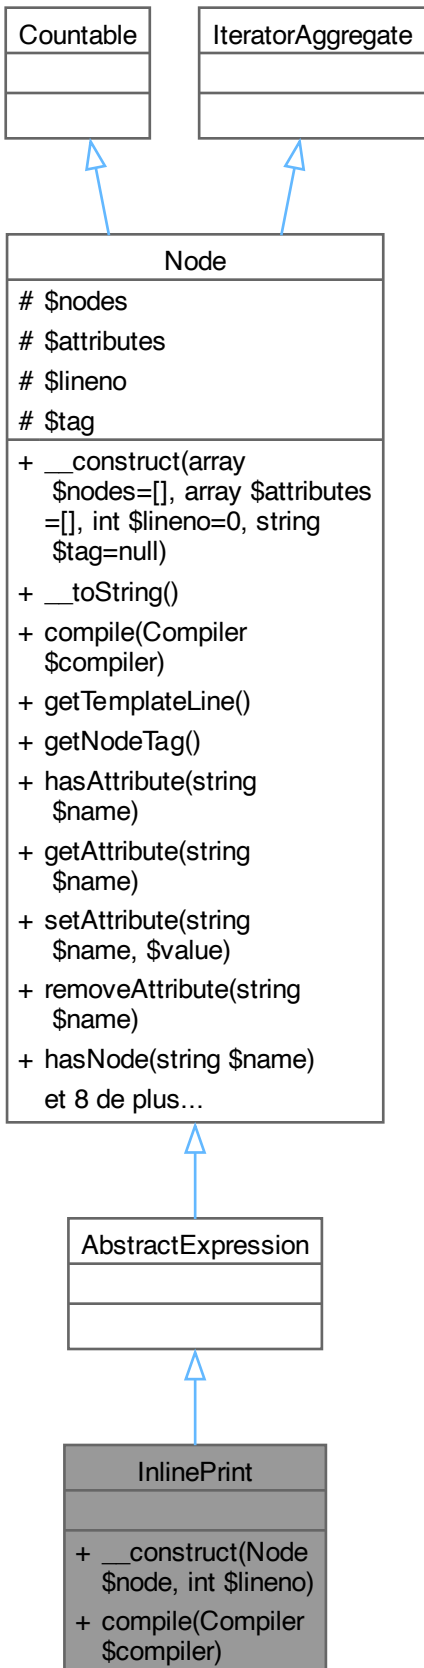 Countable
IteratorAggregate
Node
# $nodes
# $attributes
# $lineno
# $tag
+ __construct(array
$nodes=[], array $attributes
=[], int $lineno=0, string
$tag=null)
+ __toString()
+ compile(Compiler
$compiler)
+ getTemplateLine()
+ getNodeTag()
+ hasAttribute(string
$name)
+ getAttribute(string
$name)
+ setAttribute(string
$name, $value)
+ removeAttribute(string
$name)
+ hasNode(string $name)
et 8 de plus...
AbstractExpression
InlinePrint
+ __construct(Node
$node, int $lineno)
+ compile(Compiler
$compiler)